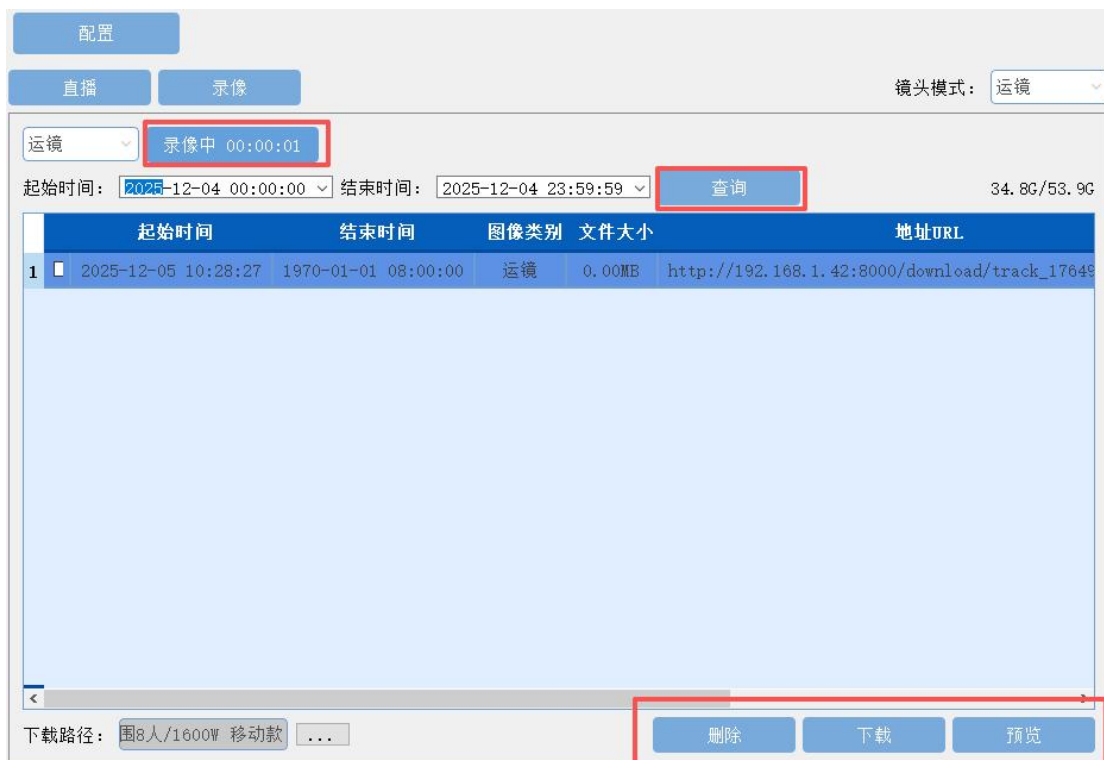 配置
直播 录像 镜头模式： 运镜
运镜 录像中 00:00:01
起始时间： 2025-12-04 00:00:00 结束时间： 2025-12-04 23:59:59 查询 34.8G/53.9G
起始时间 结束时间 图像类别 文件大小 地址URL
1 2025-12-05 10:28:27 1970-01-01 08:00:00 运镜 0.00MB http://192.168.1.42:8000/download/track_17649
下载路径： 围8人/1600W 移动款 ... 删除 下载 预览